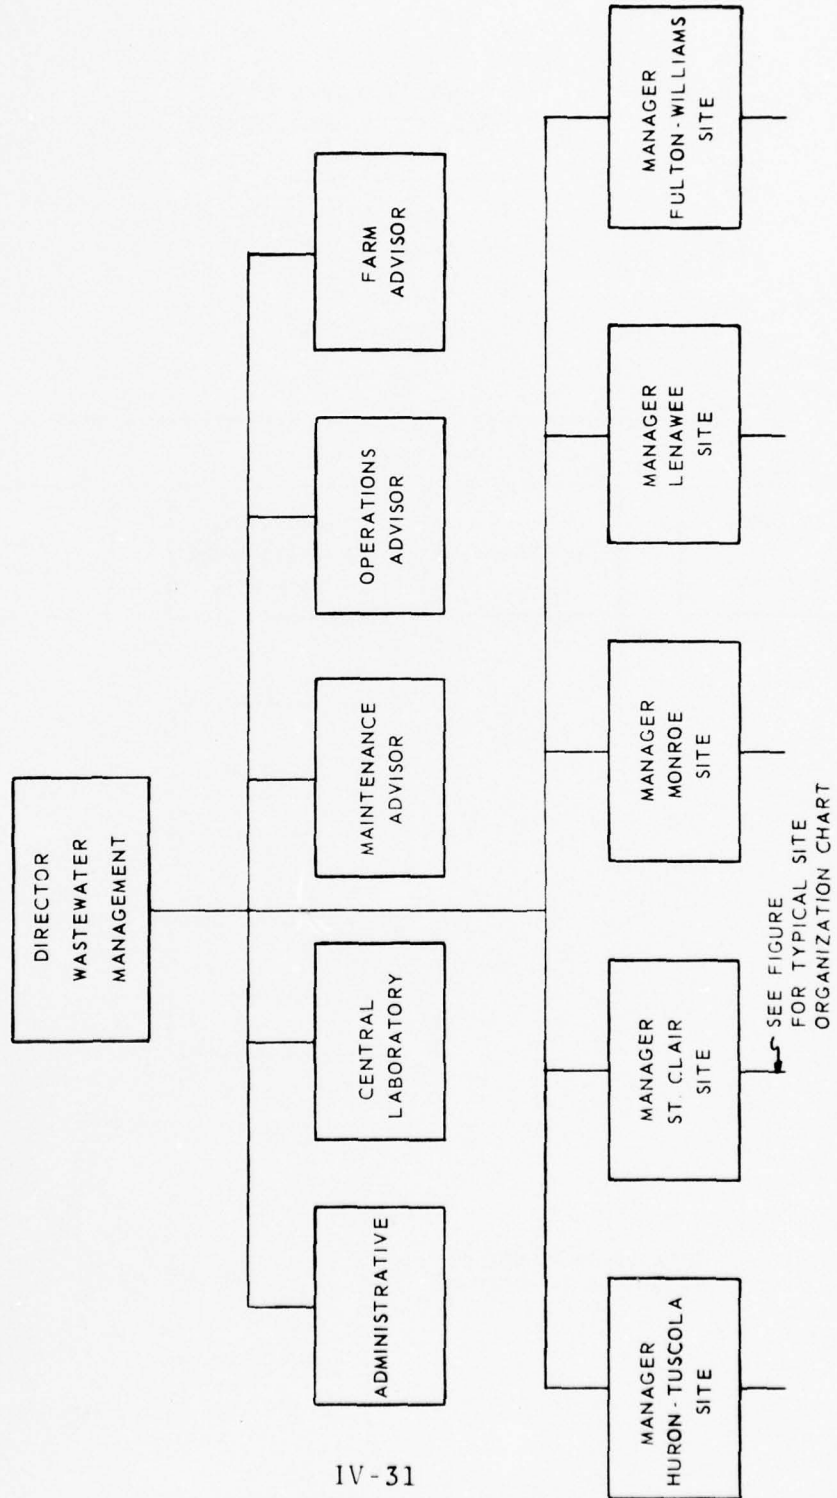 DIRECTOR
WASTEWATER
MANAGEMENT
ADMINISTRATIVE
CENTRAL
LABORATORY
MAINTENANCE
ADVISOR
OPERATIONS
ADVISOR
FARM
ADVISOR
MANAGER
HURON-TUSCOLA
SITE
MANAGER
ST. CLAIR
SITE
MANAGER
MONROE
SITE
MANAGER
LENAWEE
SITE
MANAGER
FULTON-WILLIAMS
SITE
SEE FIGURE
FOR TYPICAL SITE
ORGANIZATION CHART
IV-31